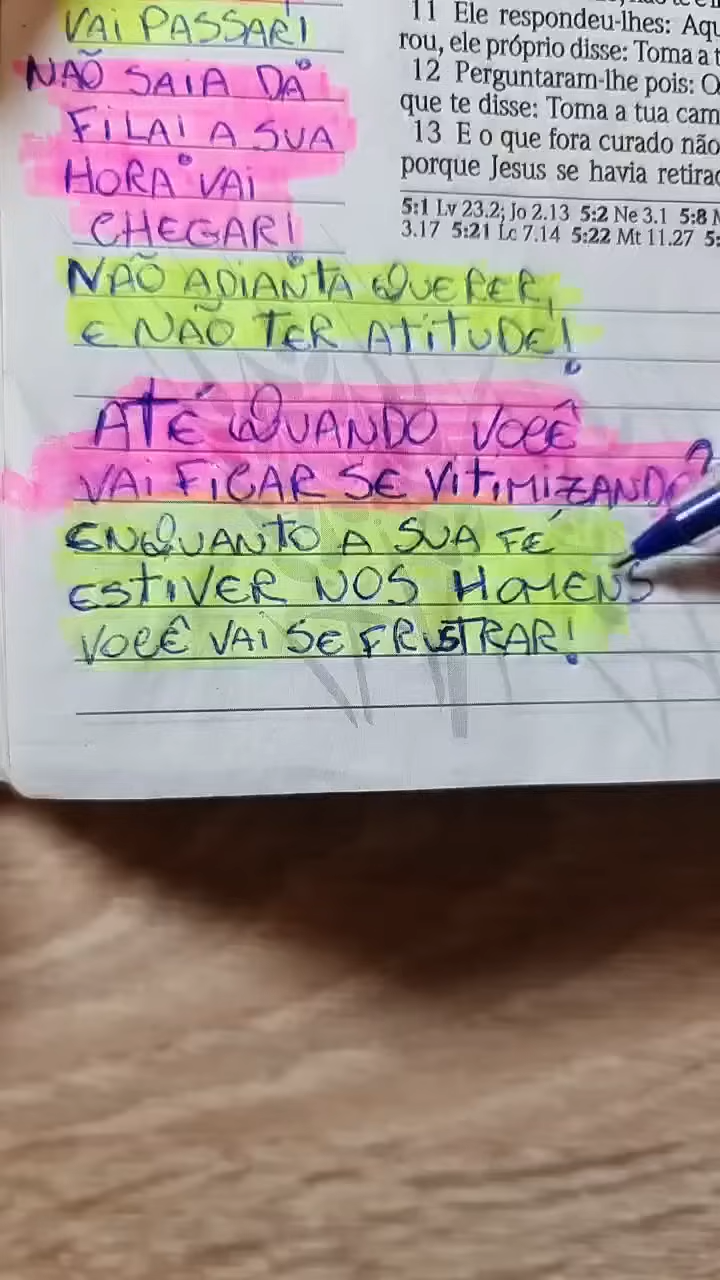 VAI PASSAR!
NÃO SAIA DA
FILA! A SUA
HORA VAI
CHEGAR!
NÃO ADIANTA QUERER,
E NÃO TER ATITUDE!
ATÉ QUANDO VOCÊ
VAI FICAR SE VITIMIZANDO?
ENQUANTO A SUA FÉ
ESTIVER NOS HOMENS
VOCÊ VAI SE FRUSTRAR!
11 Ele respondeu-lhes: Aqu
rou, ele próprio disse: Toma a t
12 Perguntaram-lhe pois: O
que te disse: Toma a tua cam
13 E o que fora curado não
porque Jesus se havia retirad
5:1 Lv 23.2; Jo 2.13 5:2 Ne 3.1 5:8 M
3.17 5:21 Lc 7.14 5:22 Mt 11.27 5: